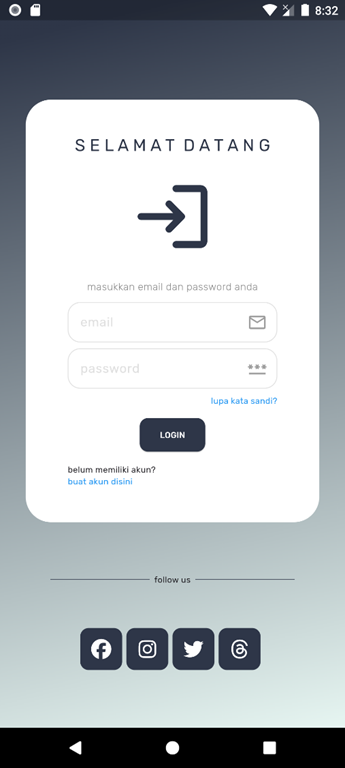 8:32
SELAMAT DATANG
masukkan email dan password anda
email
password
lupa kata sandi?
LOGIN
belum memiliki akun?
buat akun disini
follow us